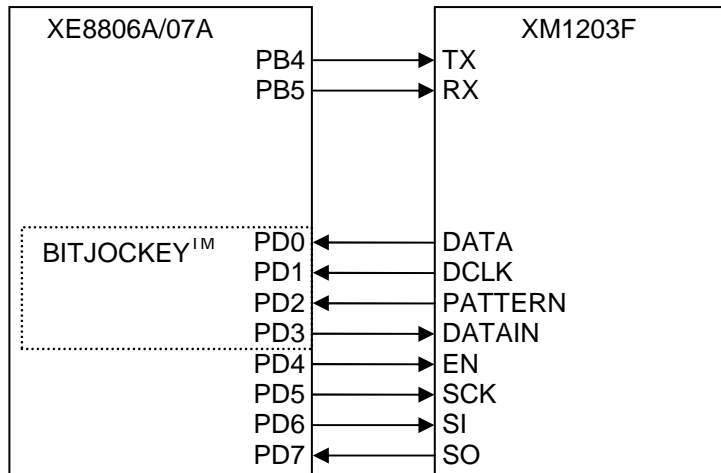 XE8806A/07A XM1203F
PB4 TX
PB5 RX
PD0 DATA
BITJOCKEY™
PD1 DCLK
PD2 PATTERN
PD3 DATAIN
PD4 EN
PD5 SCK
PD6 SI
PD7 SO